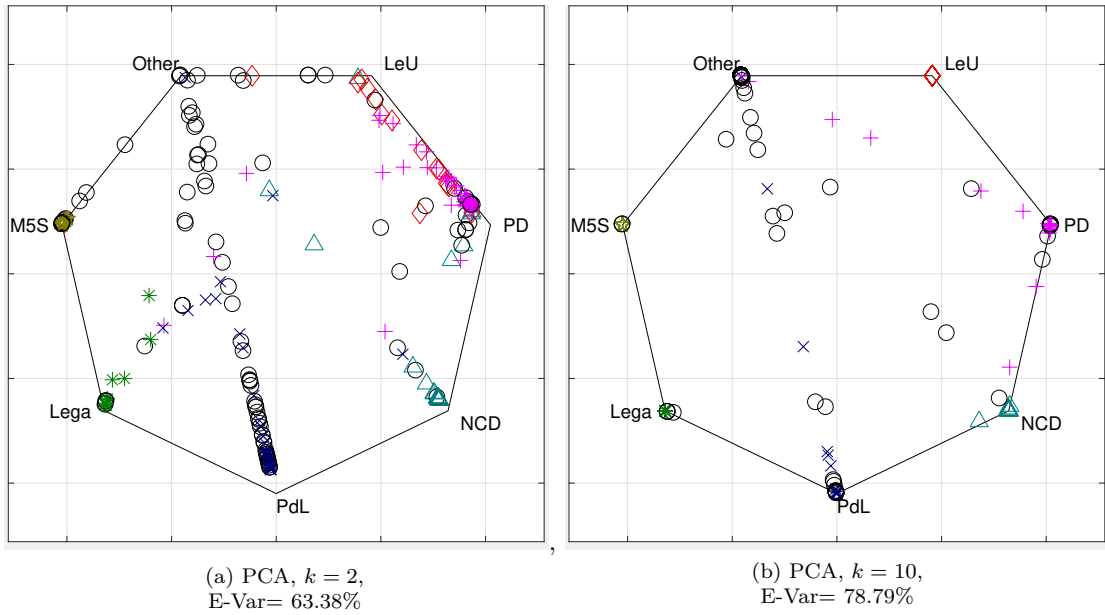 Other
LeU
M5S
PD
Lega
NCD
PdL
,
(a) PCA, k = 2,
E-Var= 63.38%
Other
LeU
M5S
PD
Lega
NCD
PdL
(b) PCA, k = 10,
E-Var= 78.79%